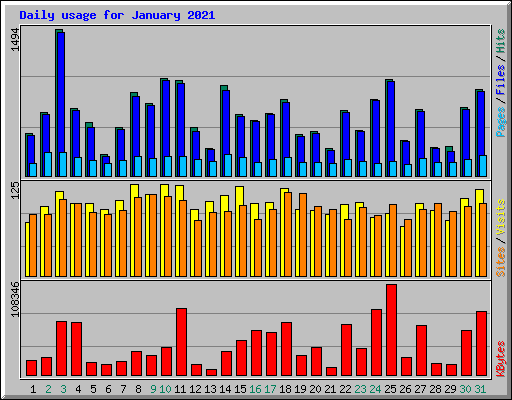 Daily usage for January 2021
1494
Pages/Files/Hits
125
Sites/Visits
108346
KBytes
1 2 3 4 5 6 7 8 9 10 11 12 13 14 15 16 17 18 19 20 21 22 23 24 25 26 27 28 29 30 31